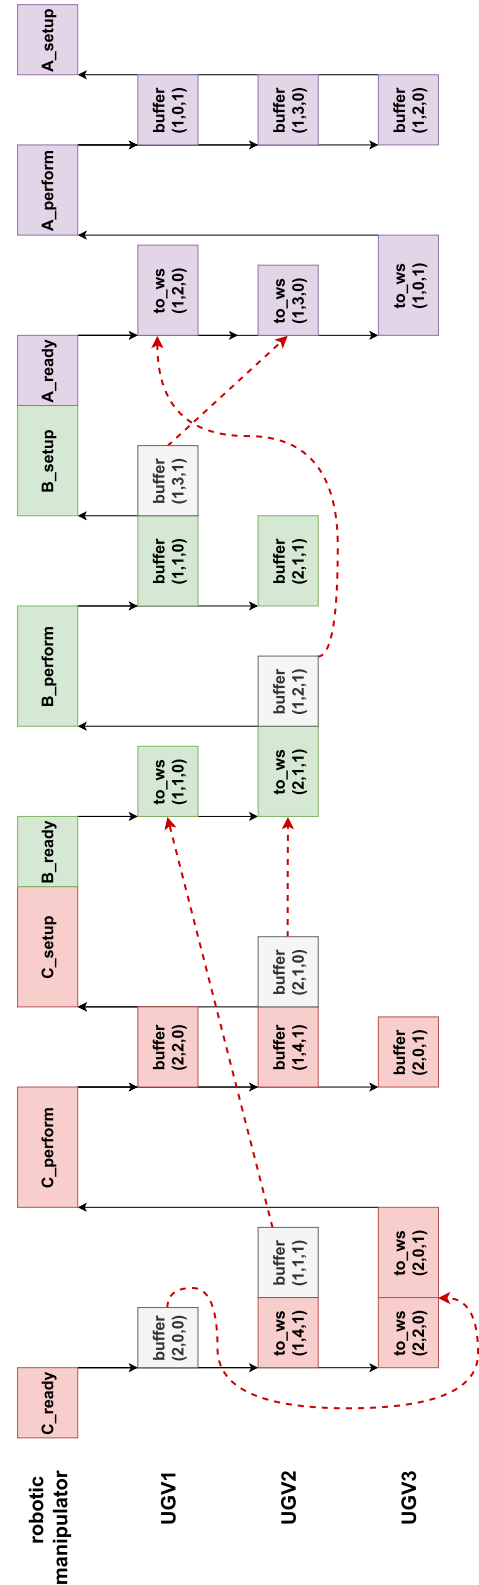 robotic
manipulator
C_ready
C_perform
C_setup
B_ready
B_perform
B_setup
A_ready
A_perform
A_setup
UGV1
buffer
(2,0,0)
buffer
(2,2,0)
to_ws
(1,1,0)
buffer
(1,1,0)
buffer
(1,3,1)
to_ws
(1,2,0)
buffer
(1,0,1)
UGV2
to_ws
(1,4,1)
buffer
(1,1,1)
buffer
(1,4,1)
buffer
(2,1,0)
to_ws
(2,1,1)
buffer
(1,2,1)
buffer
(2,1,1)
to_ws
(1,3,0)
buffer
(1,3,0)
UGV3
to_ws
(2,2,0)
to_ws
(2,0,1)
buffer
(2,0,1)
to_ws
(1,0,1)
buffer
(1,2,0)